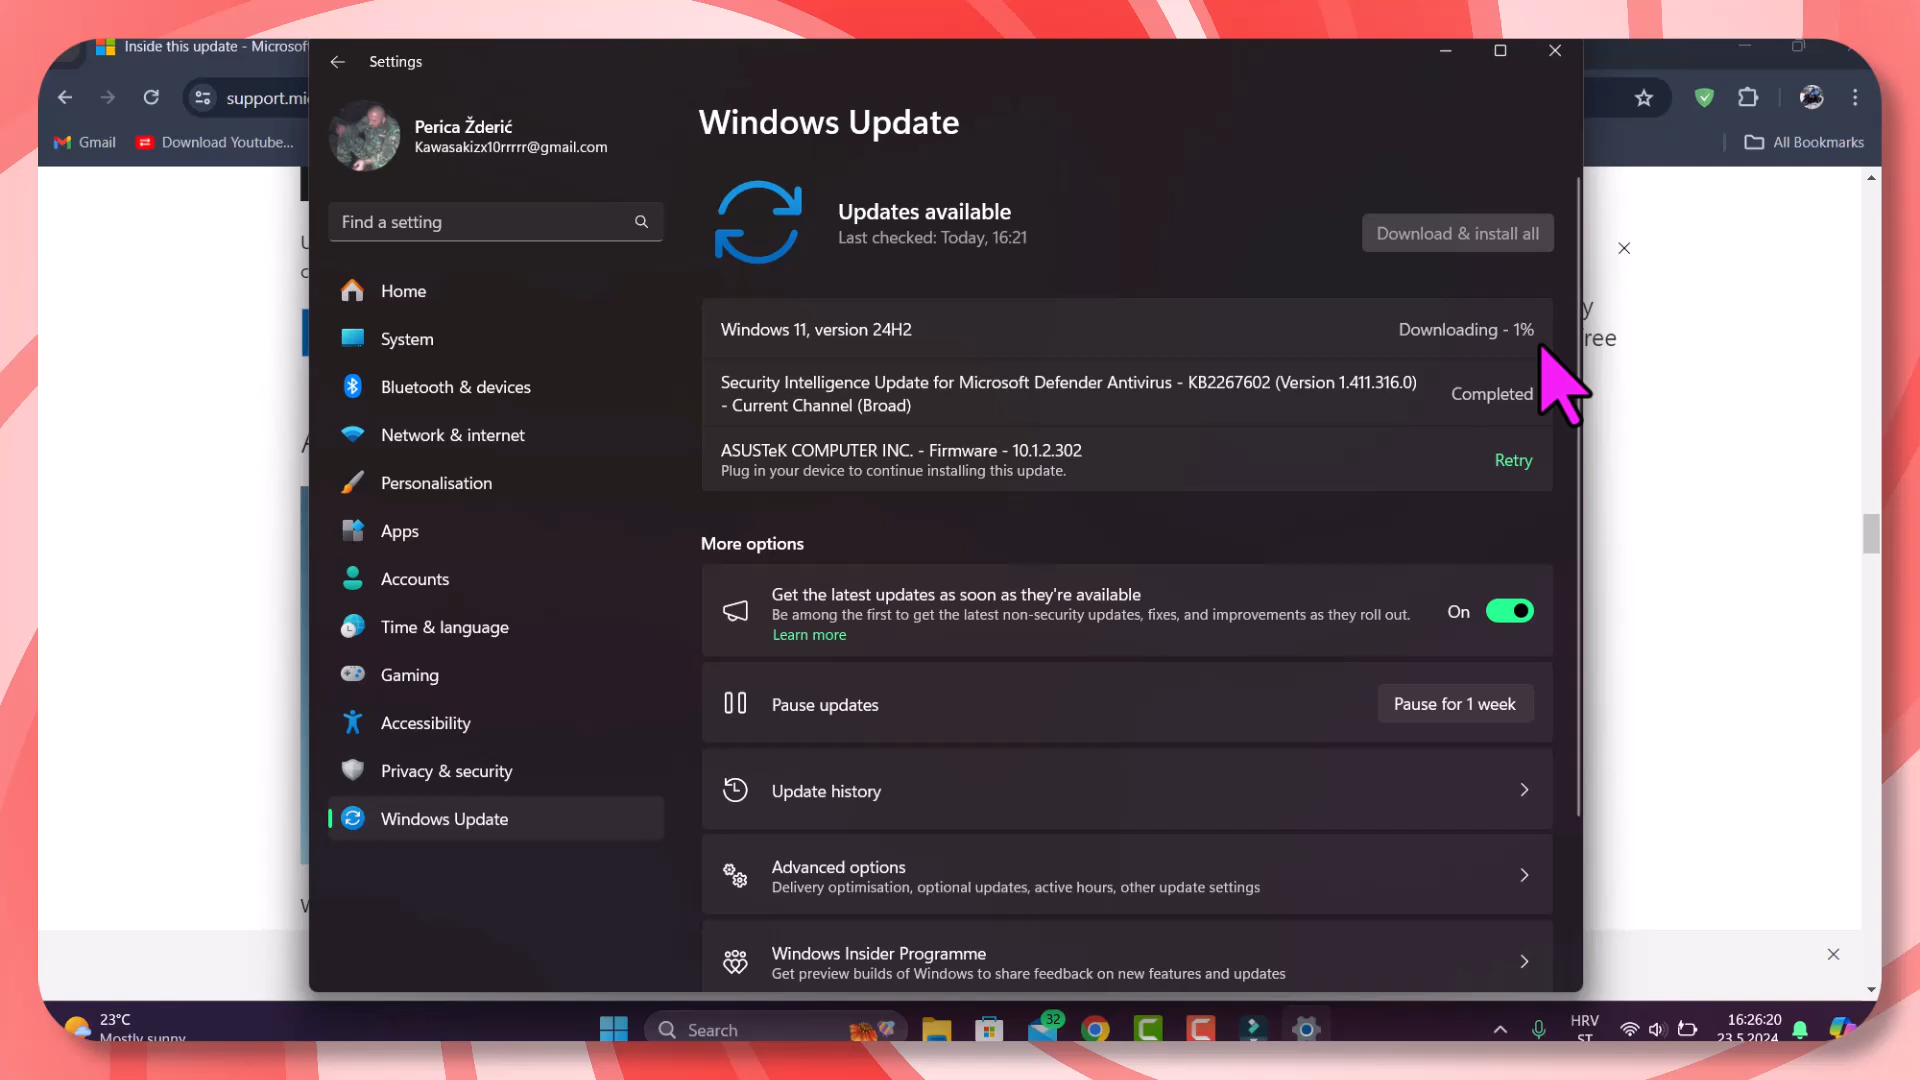 Inside this update - Microsof
Settings
support.mi
Gmail
Download Youtube...
All Bookmarks
Perica Žderić
Kawasakizx10rrrrr@gmail.com
Find a setting
Home
System
Bluetooth & devices
Network & internet
Personalisation
Apps
Accounts
Time & language
Gaming
Accessibility
Privacy & security
Windows Update
Windows Update
Updates available
Last checked: Today, 16:21
Download & install all
Windows 11, version 24H2
Downloading - 1%
Security Intelligence Update for Microsoft Defender Antivirus - KB2267602 (Version 1.411.316.0)
- Current Channel (Broad)
Completed
ASUSTeK COMPUTER INC. - Firmware - 10.1.2.302
Plug in your device to continue installing this update.
Retry
More options
Get the latest updates as soon as they're available
Be among the first to get the latest non-security updates, fixes, and improvements as they roll out.
Learn more
On
Pause updates
Pause for 1 week
Update history
Advanced options
Delivery optimisation, optional updates, active hours, other update settings
Windows Insider Programme
Get preview builds of Windows to share feedback on new features and updates
y
ree
23°C
Mostly sunny
Search
32
HRV
ST
16:26:20
23.5.2024